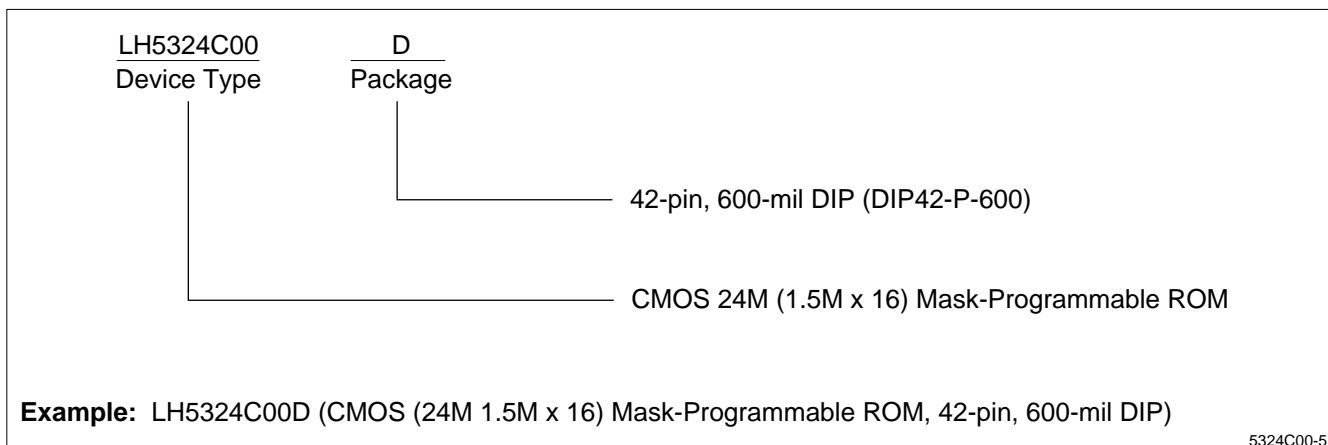 LH5324C00 D
Device Type Package
42-pin, 600-mil DIP (DIP42-P-600)
CMOS 24M (1.5M x 16) Mask-Programmable ROM
Example: LH5324C00D (CMOS (24M 1.5M x 16) Mask-Programmable ROM, 42-pin, 600-mil DIP)
5324C00-5